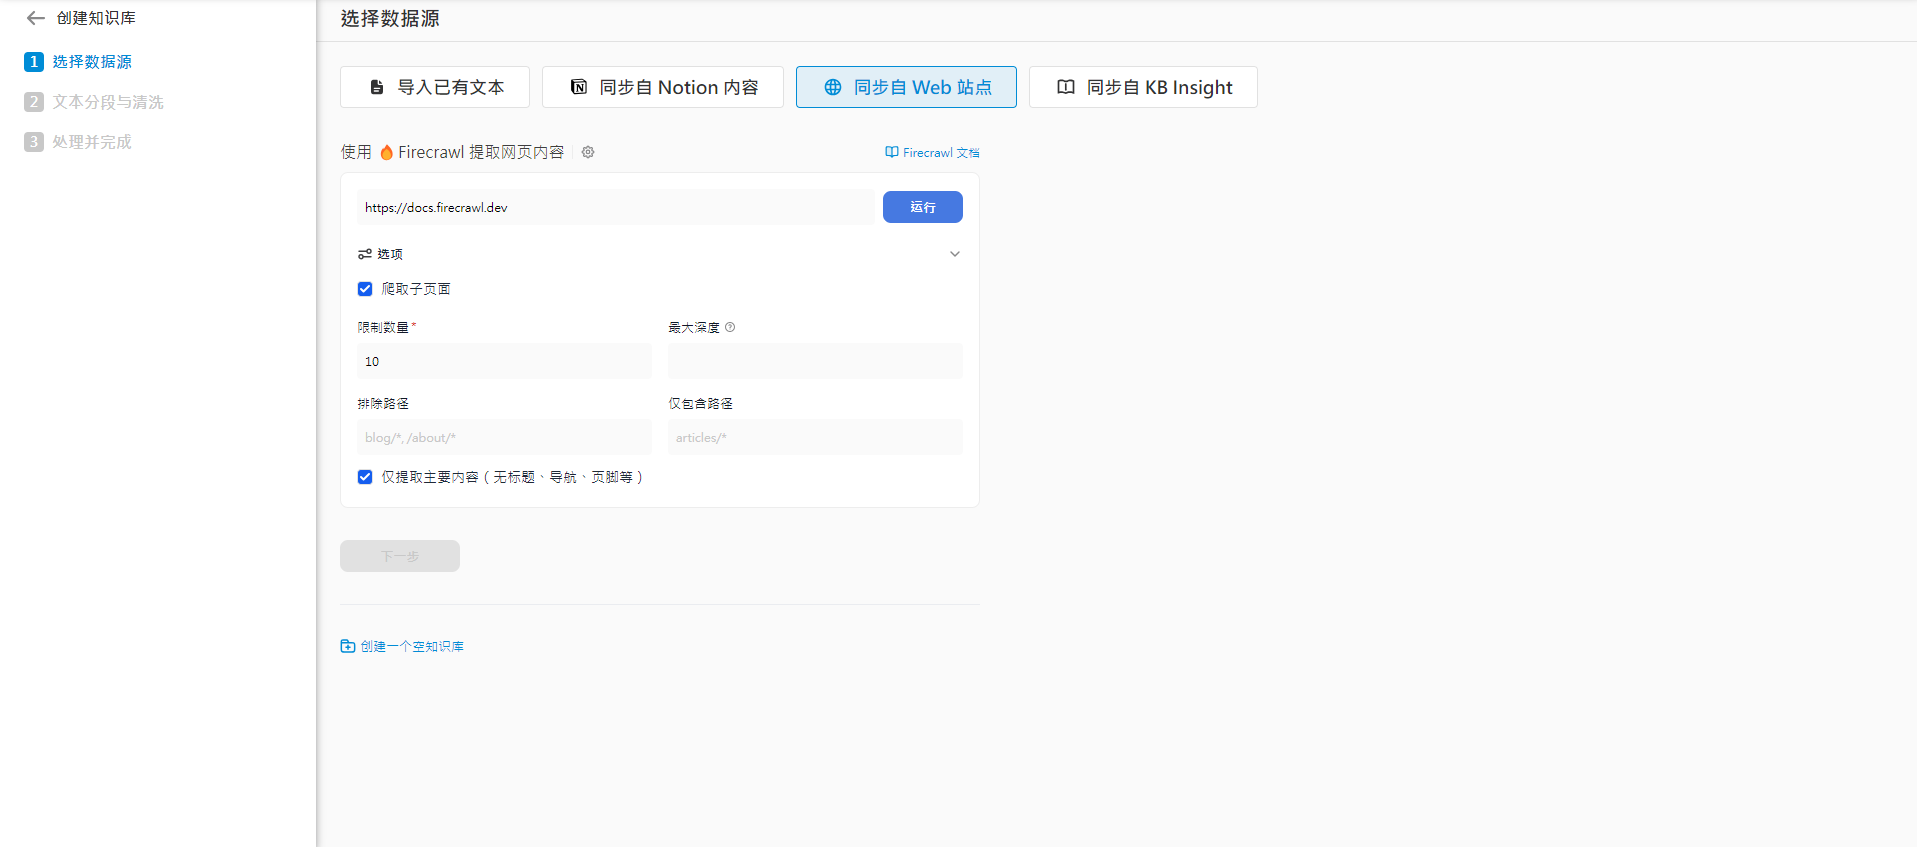 创建知识库
1 选择数据源
2 文本分段与清洗
3 处理并完成
选择数据源
导入已有文本
同步自 Notion 内容
同步自 Web 站点
同步自 KB Insight
使用 🔥 Firecrawl 提取网页内容
Firecrawl 文档
https://docs.firecrawl.dev
运行
选项
爬取子页面
限制数量*
最大深度
10
排除路径
仅包含路径
blog/*, /about/*
articles/*
仅提取主要内容（无标题、导航、页脚等）
下一步
创建一个空知识库